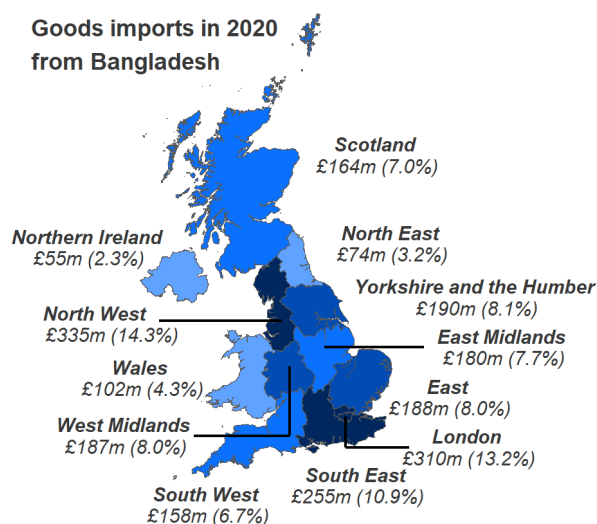 Goods imports in 2020
from Bangladesh
Scotland
£164m (7.0%)
Northern Ireland
£55m (2.3%)
North East
£74m (3.2%)
Yorkshire and the Humber
£190m (8.1%)
North West
£335m (14.3%)
East Midlands
£180m (7.7%)
Wales
£102m (4.3%)
East
£188m (8.0%)
West Midlands
£187m (8.0%)
London
£310m (13.2%)
South East
£255m (10.9%)
South West
£158m (6.7%)